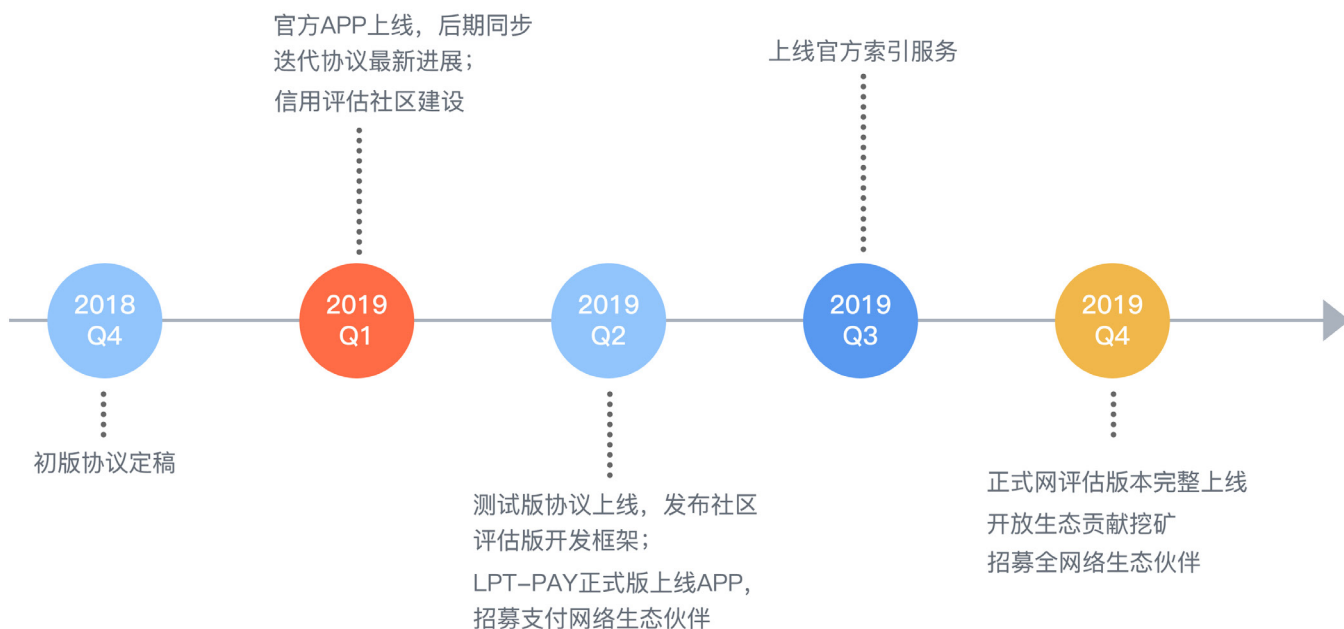 官方APP上线，后期同步
迭代协议最新进展；
信用评估社区建设
上线官方索引服务
2018
Q4
2019
Q1
2019
Q2
2019
Q3
2019
Q4
初版协议定稿
测试版协议上线，发布社区
评估版开发框架；
LPT-PAY正式版上线APP，
招募支付网络生态伙伴
正式网评估版本完整上线
开放生态贡献挖矿
招募全网络生态伙伴